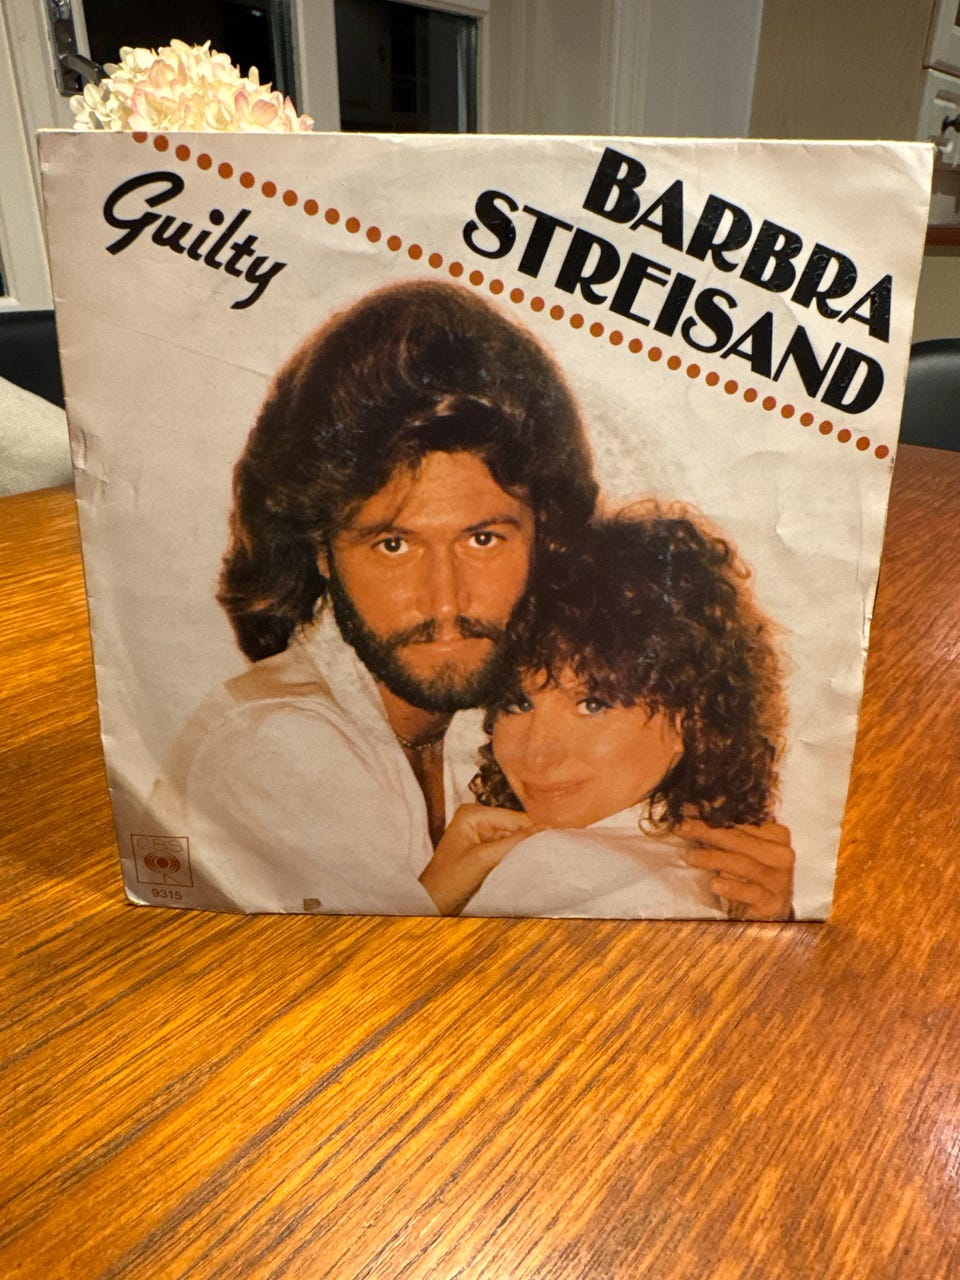 Guilty
BARBRA
STREISAND
CBS
9315